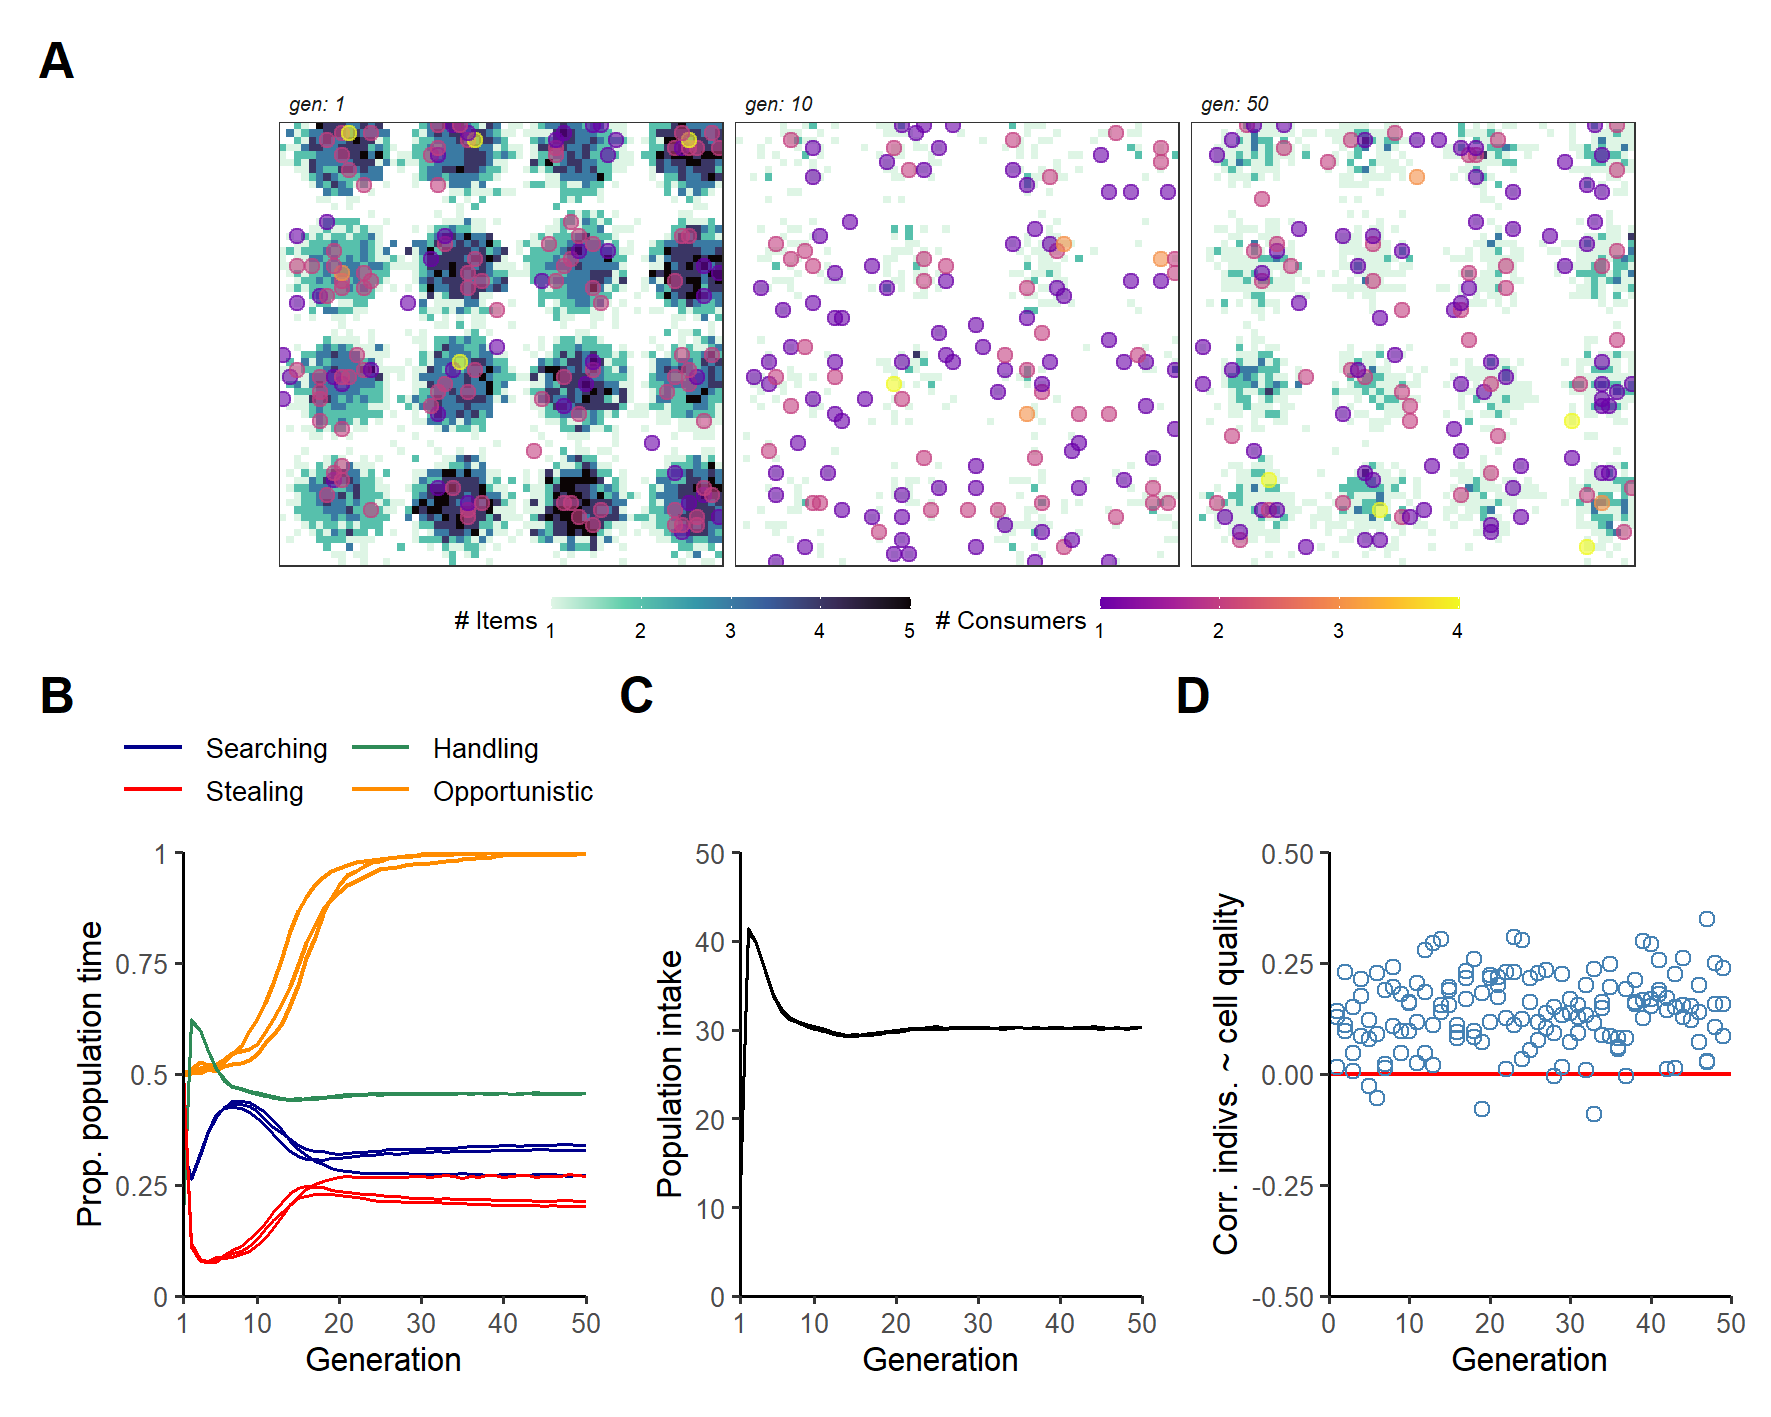 A
gen: 1
gen: 10
gen: 50
# Items
1 2 3 4 5
# Consumers
1 2 3 4
B
Searching
Handling
Stealing
Opportunistic
Prop. population time
1
0.75
0.5
0.25
0
1 10 20 30 40 50
Generation
C
Population intake
50
40
30
20
10
0
1 10 20 30 40 50
Generation
D
Corr. indivs. ~ cell quality
0.50
0.25
0.00
-0.25
-0.50
0 10 20 30 40 50
Generation